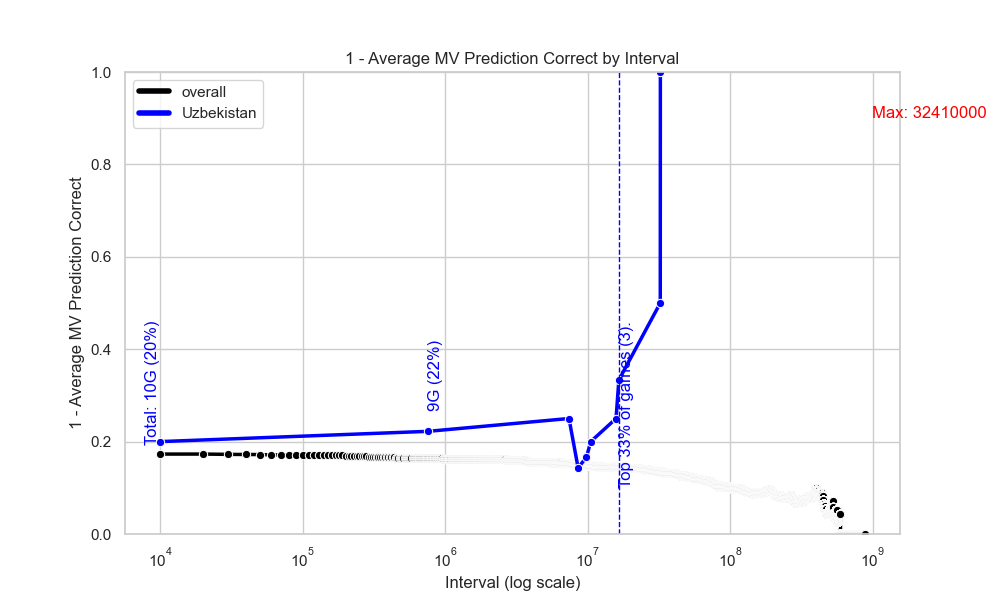 1 - Average MV Prediction Correct by Interval
overall
Uzbekistan
Max: 32410000
1 - Average MV Prediction Correct
1.0
0.8
0.6
0.4
0.2
0.0
Total: 10G (20%)
9G (22%)
Top 33% of games (3).
10^4
10^5
10^6
10^7
10^8
10^9
Interval (log scale)